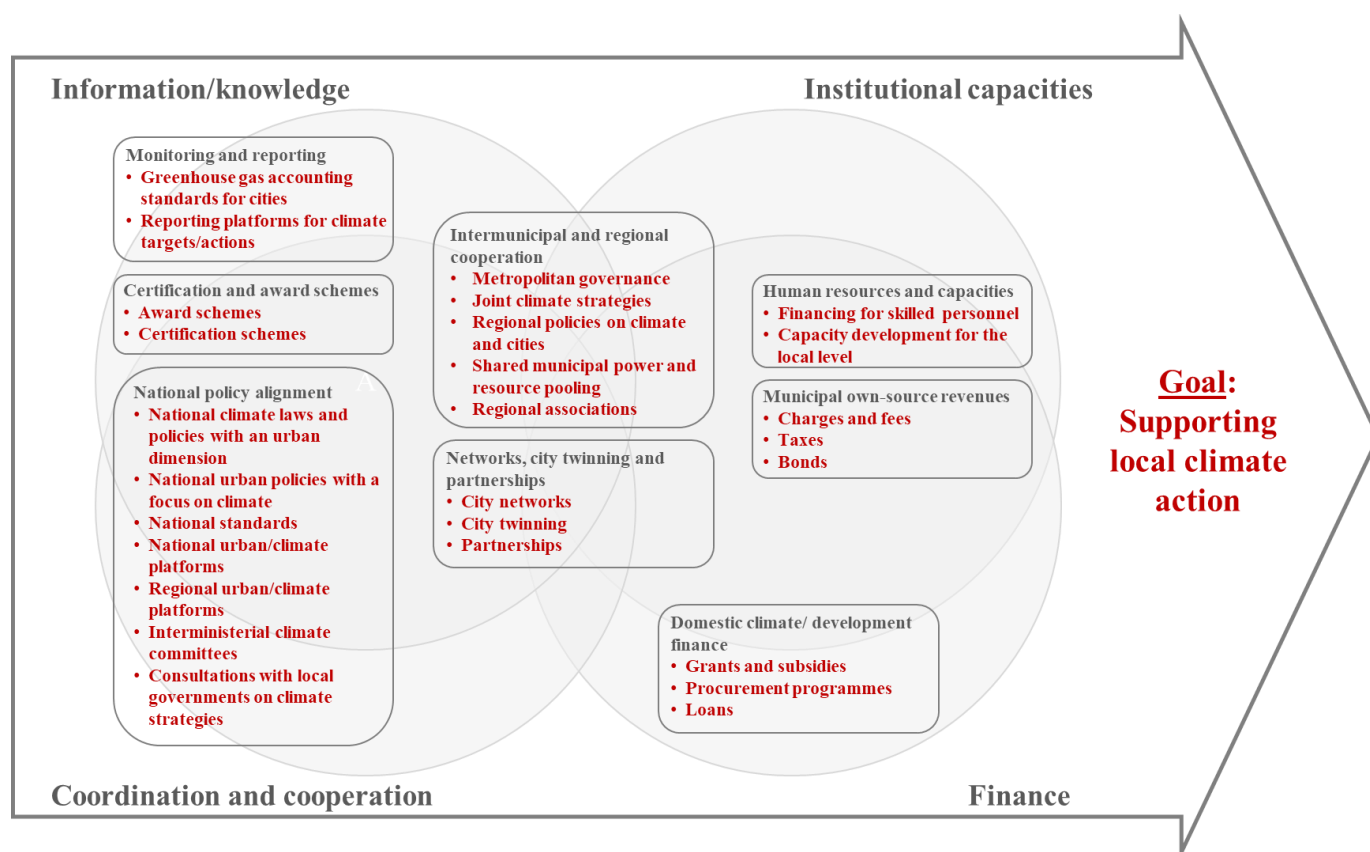 Information/knowledge
Institutional capacities
Monitoring and reporting
• Greenhouse gas accounting
standards for cities
• Reporting platforms for climate
targets/actions
Certification and award schemes
• Award schemes
• Certification schemes
A
National policy alignment
• National climate laws and
policies with an urban
dimension
• National urban policies with a
focus on climate
• National standards
• National urban/climate
platforms
• Regional urban/climate
platforms
• Interministerial climate
committees
• Consultations with local
governments on climate
strategies
Intermunicipal and regional
cooperation
• Metropolitan governance
• Joint climate strategies
• Regional policies on climate
and cities
• Shared municipal power and
resource pooling
• Regional associations
Networks, city twinning and
partnerships
• City networks
• City twinning
• Partnerships
Human resources and capacities
• Financing for skilled personnel
• Capacity development for the
local level
Municipal own-source revenues
• Charges and fees
• Taxes
• Bonds
Domestic climate/ development
finance
• Grants and subsidies
• Procurement programmes
• Loans
Goal:
Supporting
local climate
action
Coordination and cooperation
Finance